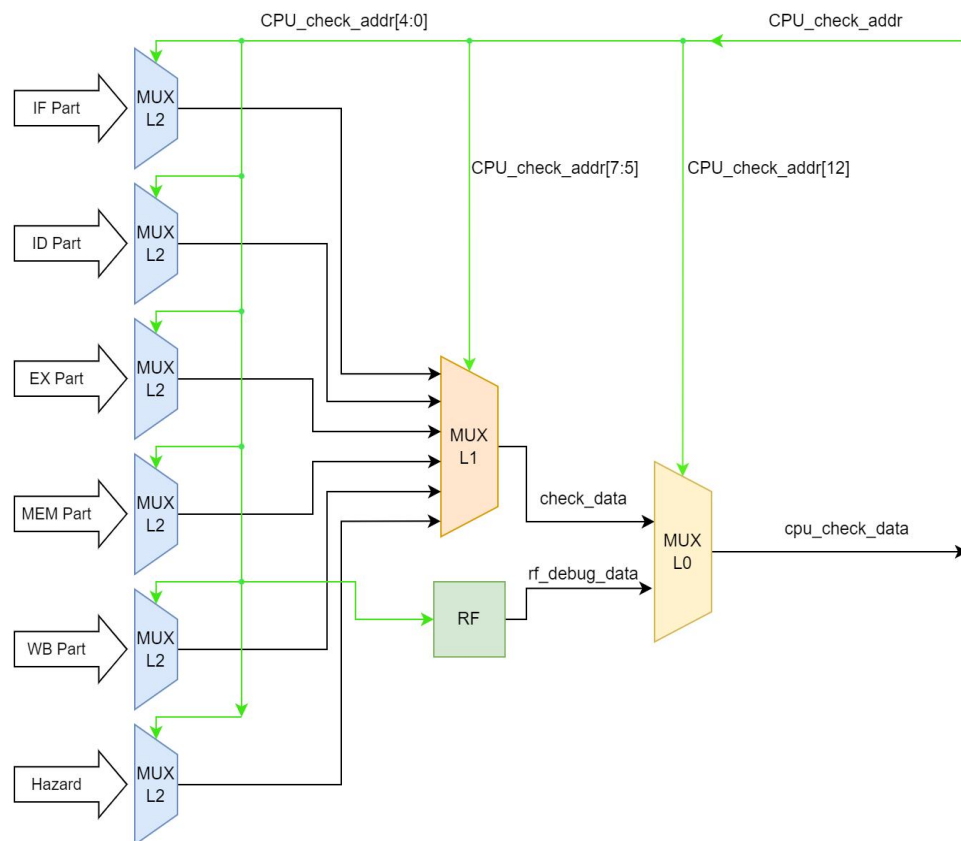 CPU_check_addr[4:0]
CPU_check_addr
IF Part
MUX
L2
CPU_check_addr[7:5]
CPU_check_addr[12]
ID Part
MUX
L2
EX Part
MUX
L2
MUX
L1
MEM Part
MUX
L2
check_data
MUX
L0
cpu_check_data
rf_debug_data
RF
WB Part
MUX
L2
Hazard
MUX
L2